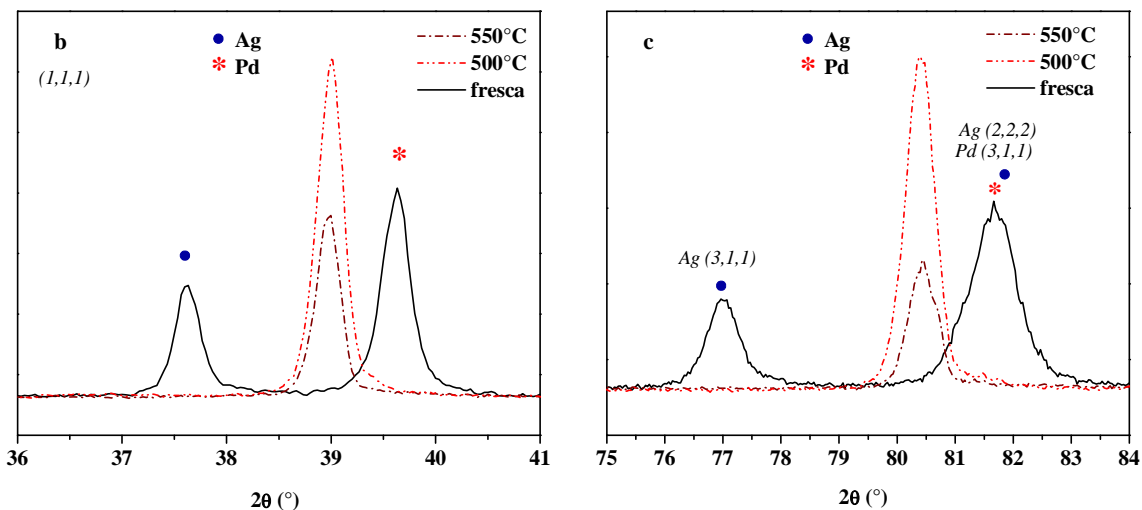 b
Ag
Pd
(1,1,1)
550°C
500°C
fresca
36
37
38
39
40
41
2θ (°)
c
Ag
Pd
550°C
500°C
fresca
Ag (2,2,2)
Pd (3,1,1)
Ag (3,1,1)
75
76
77
78
79
80
81
82
83
84
2θ (°)